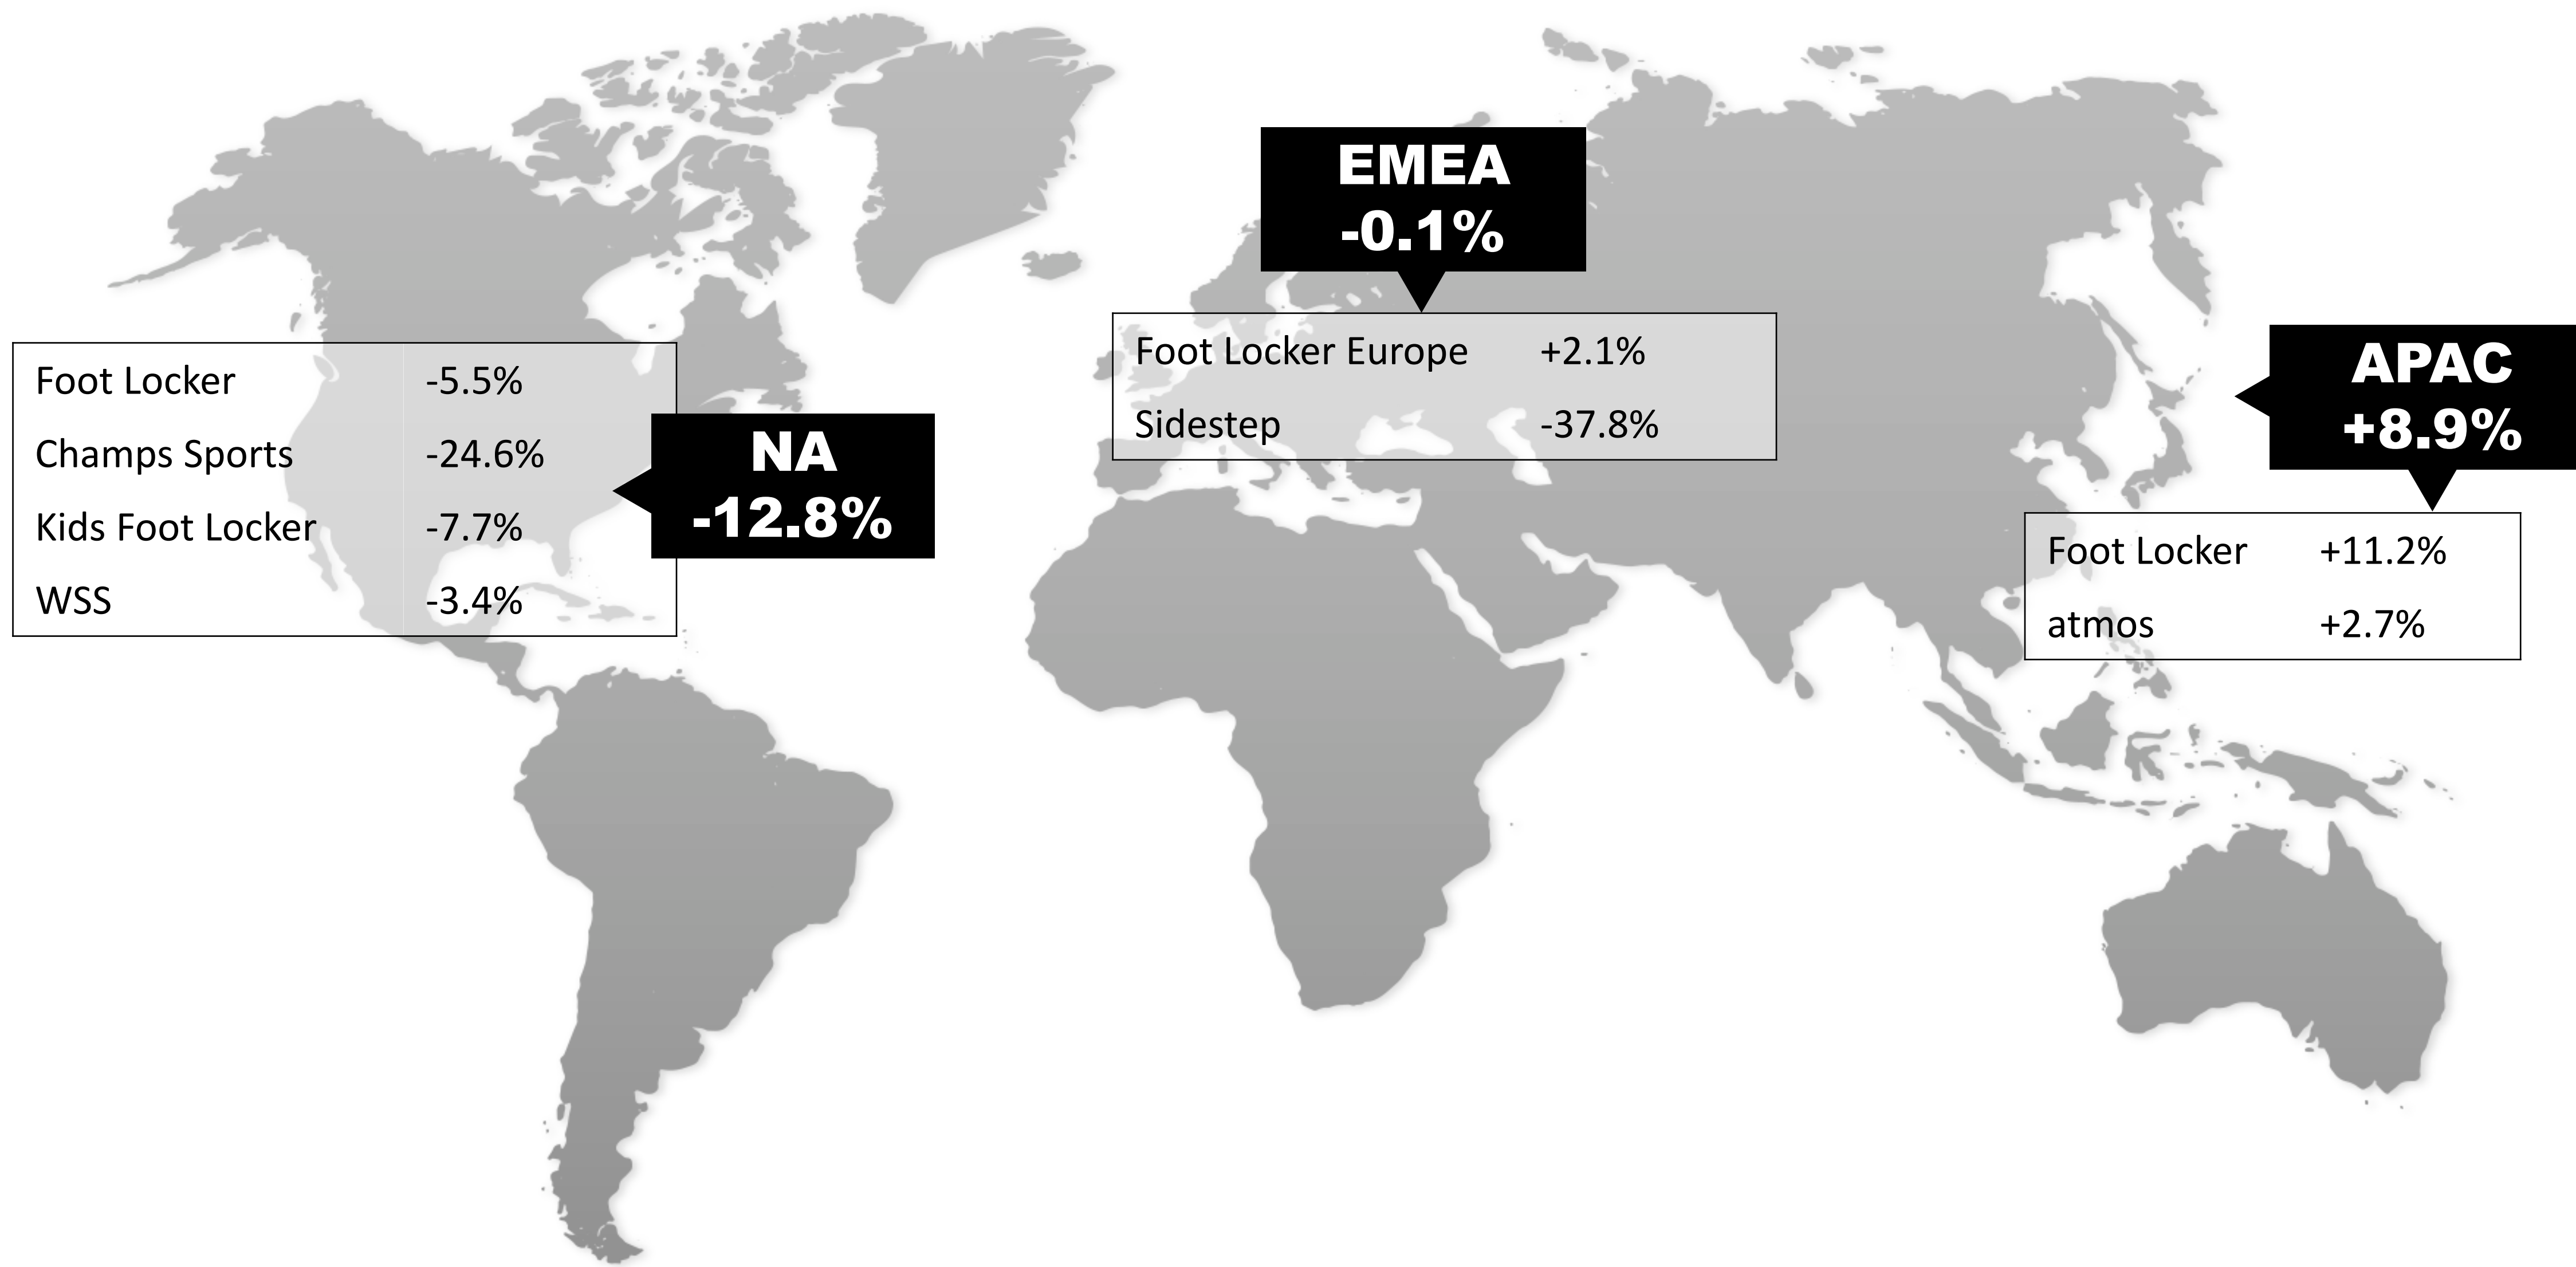 Foot Locker -5.5%
Champs Sports -24.6%
Kids Foot Locker -7.7%
WSS -3.4%
NA
-12.8%
EMEA
-0.1%
Foot Locker Europe +2.1%
Sidestep -37.8%
APAC
+8.9%
Foot Locker +11.2%
atmos +2.7%